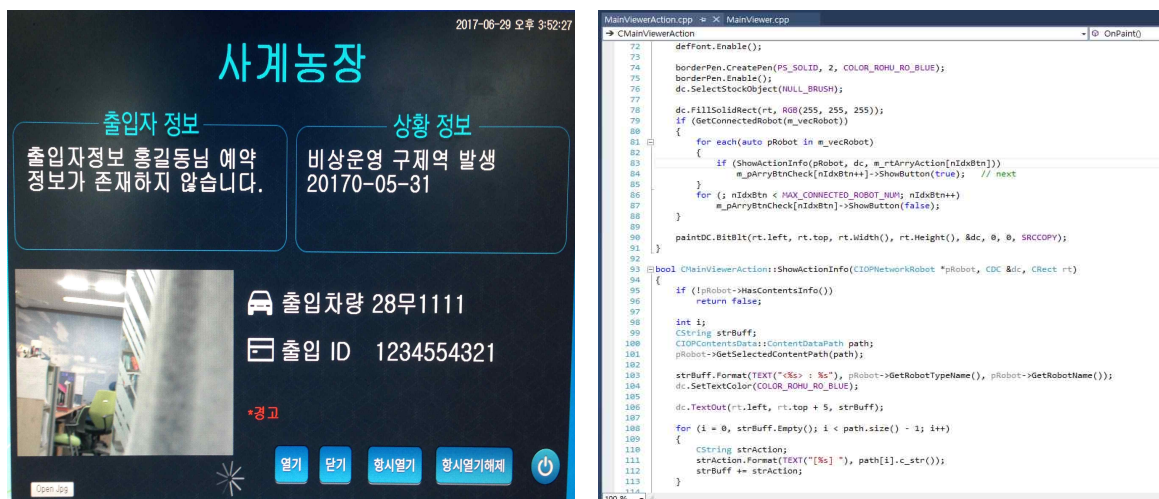 2017-06-29 오후 3:52:27
사계농장
출입자 정보
출입자정보 홍길동님 예약
정보가 존재하지 않습니다.
상황 정보
비상운영 구제역 발생
20170-05-31
출입차량 28무1111
출입 ID 1234554321
*경고
열기 닫기 항시열기 항시열기해제
Open Jpg
MainViewerAction.cpp MainViewer.cpp
CMainViewerAction OnPaint()
72 defFont.Enable();
73
74 borderPen.CreatePen(PS_SOLID, 2, COLOR_ROHU_RO_BLUE);
75 borderPen.Enable();
76 dc.SelectStockObject(NULL_BRUSH);
77
78 dc.FillSolidRect(rt, RGB(255, 255, 255));
79 if (GetConnectedRobot(m_vecRobot))
80 {
81 for each(auto pRobot in m_vecRobot)
82 {
83 if (ShowActionInfo(pRobot, dc, m_rtArryAction[nIdxBtn]))
84 m_pArryBtnCheck[nIdxBtn++]->ShowButton(true); // next
85 }
86 for (; nIdxBtn < MAX_CONNECTED_ROBOT_NUM; nIdxBtn++)
87 m_pArryBtnCheck[nIdxBtn]->ShowButton(false);
88 }
89
90 paintDC.BitBlt(rt.left, rt.top, rt.Width(), rt.Height(), &dc, 0, 0, SRCCOPY);
91 }
92
93 bool CMainViewerAction::ShowActionInfo(CIOPNetworkRobot *pRobot, CDC &dc, CRect rt)
94 {
95 if (!pRobot->HasContentsInfo())
96 return false;
97
98 int i;
99 CString strBuff;
100 CIOPContentsData::ContentDataPath path;
101 pRobot->GetSelectedContentPath(path);
102
103 strBuff.Format(TEXT("<%s> : %s"), pRobot->GetRobotTypeName(), pRobot->GetRobotName());
104 dc.SetTextColor(COLOR_ROHU_RO_BLUE);
105
106 dc.TextOut(rt.left, rt.top + 5, strBuff);
107
108 for (i = 0, strBuff.Empty(); i < path.size() - 1; i++)
109 {
110 CString strAction;
111 strAction.Format(TEXT("[%s] "), path[i].c_str());
112 strBuff += strAction;
113 }